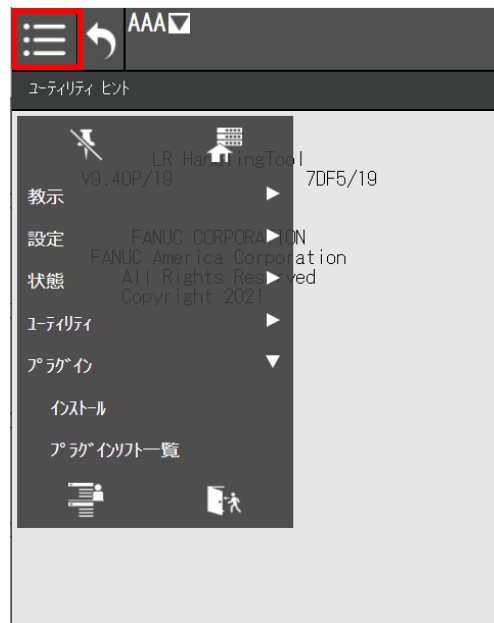 AAA
ユーティリティ ヒント
LR HandlingTool
V9.40P/19 7DF5/19
教示
設定
FANUC CORPORATION
FANUC America Corporation
状態
All Rights Reserved
Copyright 2021
ユーティリティ
プラグイン
インストール
プラグインソフト一覧